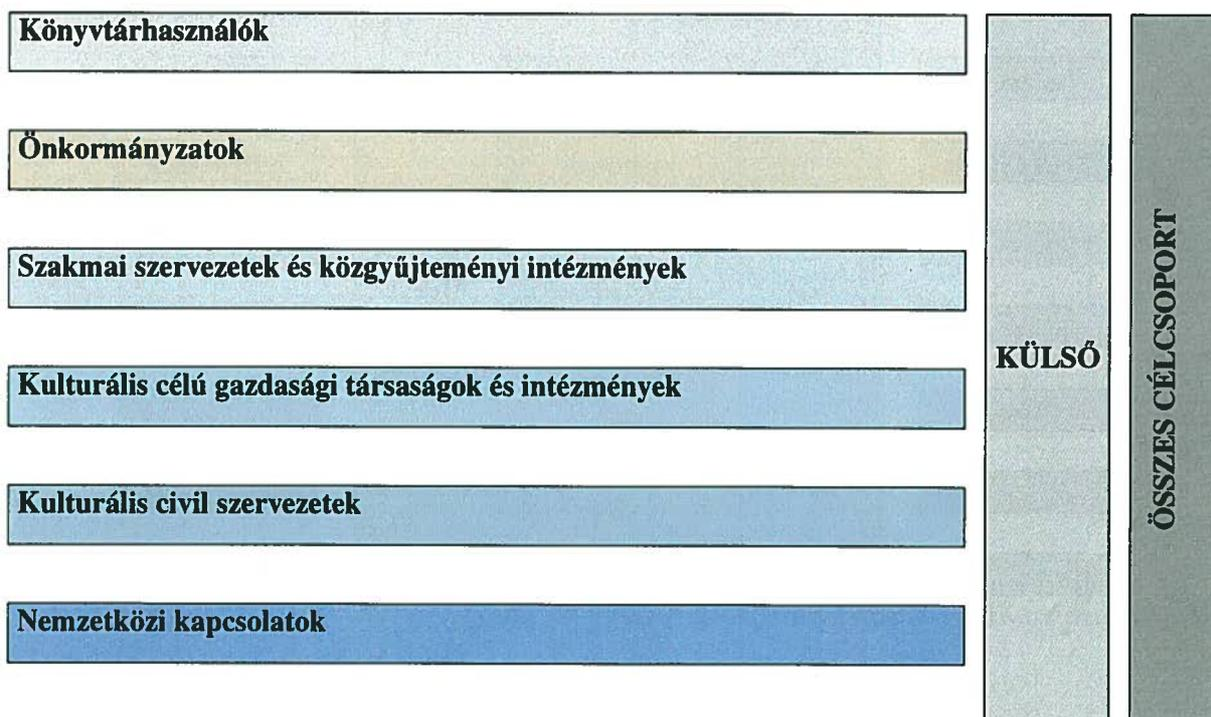 Könyvtárhasználók
Önkormányzatok
Szakmai szervezetek és közgyűjteményi intézmények
Kulturális célú gazdasági társaságok és intézmények
Kulturális civil szervezetek
Nemzetközi kapcsolatok
KÜLSŐ
ÖSSZES CÉLCSOPORT